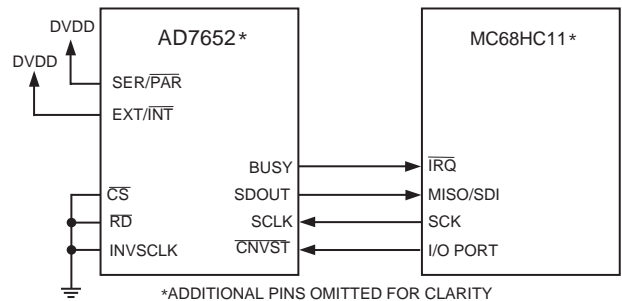 DVDD
DVDD
AD7652*
MC68HC11*
SER/PAR
EXT/INT
BUSY
IRQ
CS
SDOUT
MISO/SDI
RD
SCLK
SCK
INVSCLK
CNVST
I/O PORT
*ADDITIONAL PINS OMITTED FOR CLARITY